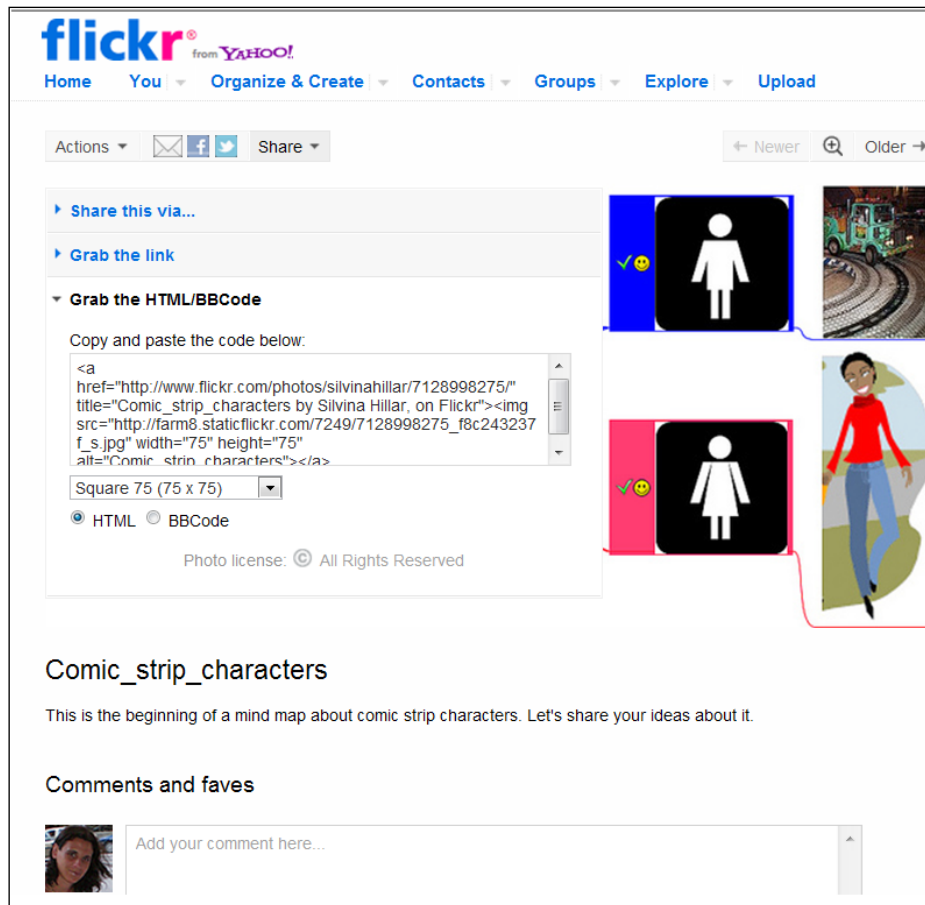 flickr® from YAHOO!
Home You Organize & Create Contacts Groups Explore Upload
Actions Share ← Newer Older →
Share this via...
Grab the link
Grab the HTML/BBCode
Copy and paste the code below:
<a
href="http://www.flickr.com/photos/silvinahillar/7128998275/"
title="Comic_strip_characters by Silvina Hillar, on Flickr"><img
src="http://farm8.staticflickr.com/7249/7128998275_f8c243237
f_s.jpg" width="75" height="75"
alt="Comic_strip_characters"></a>
Square 75 (75 x 75)
HTML BBCode
Photo license: © All Rights Reserved
Comic_strip_characters
This is the beginning of a mind map about comic strip characters. Let's share your ideas about it.
Comments and faves
Add your comment here...